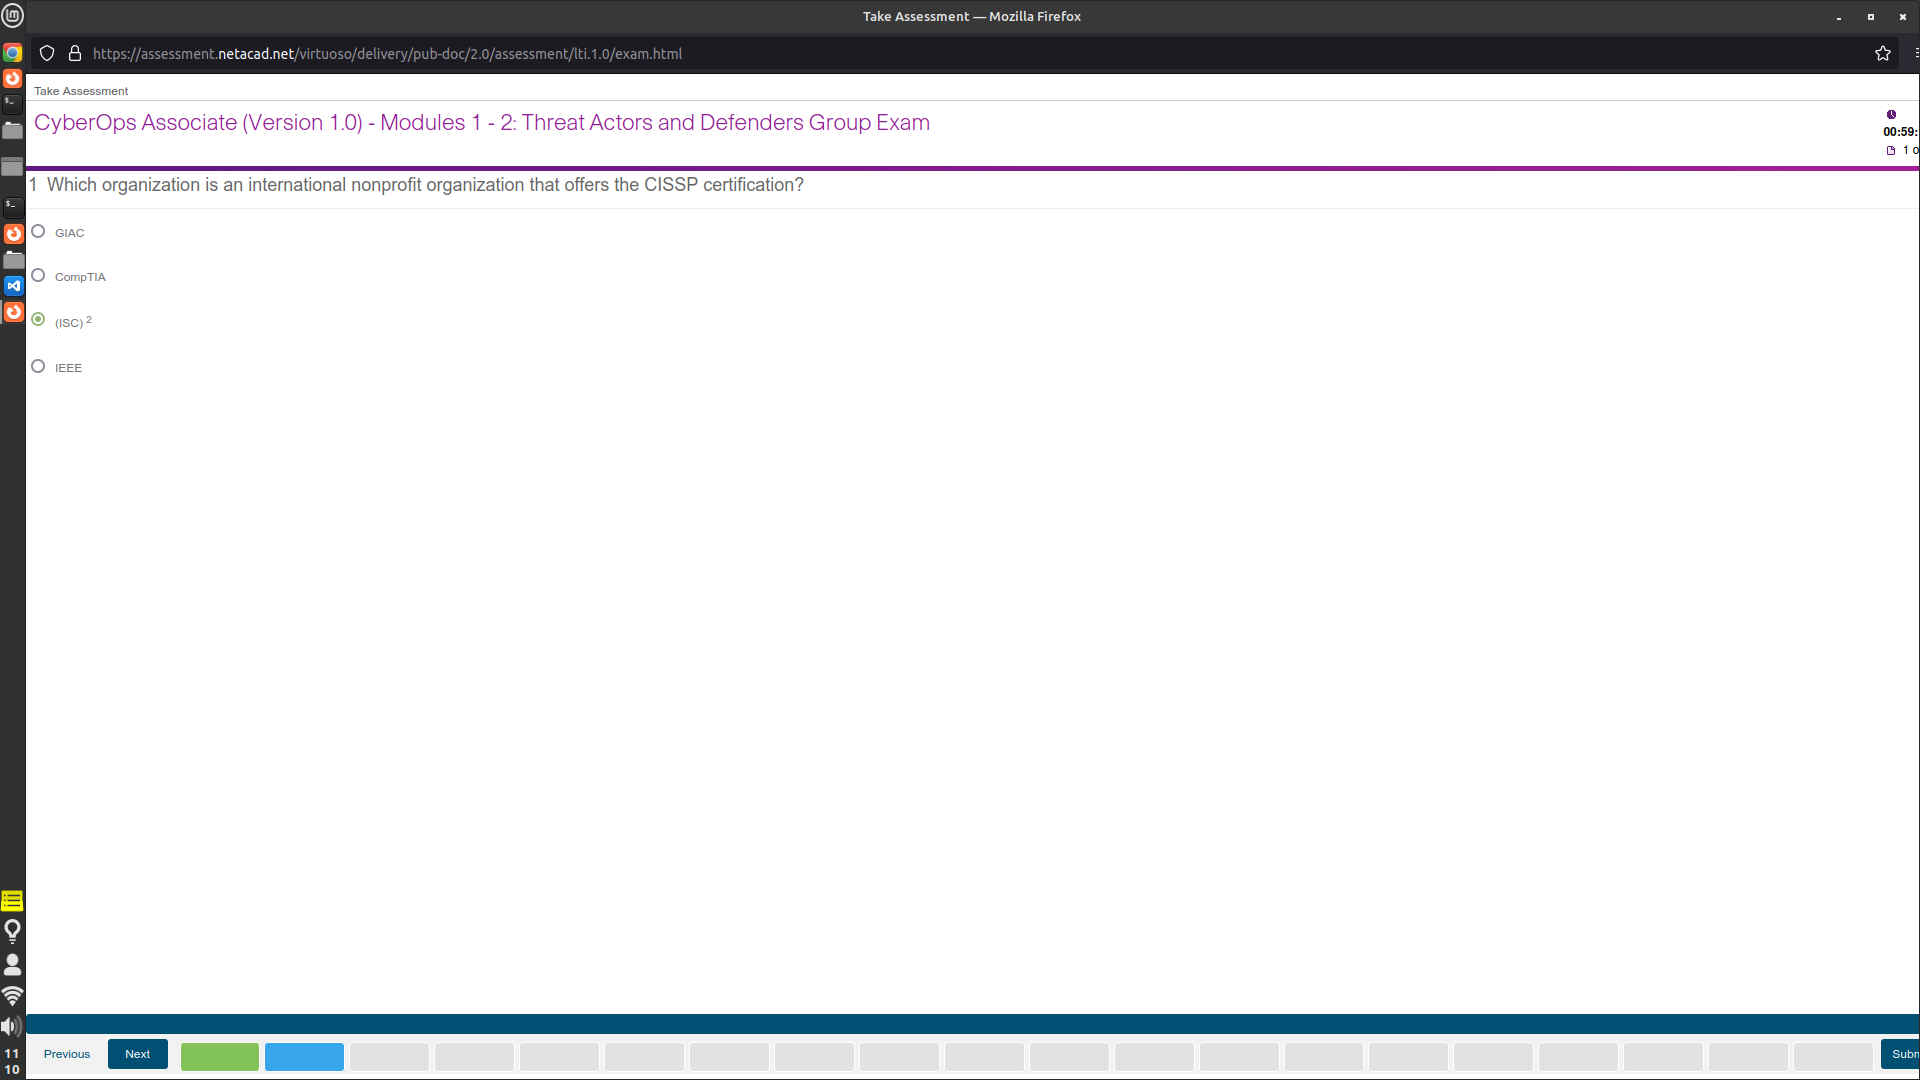 Take Assessment — Mozilla Firefox
https://assessment.netacad.net/virtuoso/delivery/pub-doc/2.0/assessment/lti.1.0/exam.html
Take Assessment
CyberOps Associate (Version 1.0) - Modules 1 - 2: Threat Actors and Defenders Group Exam
00:59:
1 o
1 Which organization is an international nonprofit organization that offers the CISSP certification?
GIAC
CompTIA
(ISC) 2
IEEE
Previous
Next
Subm
11
10